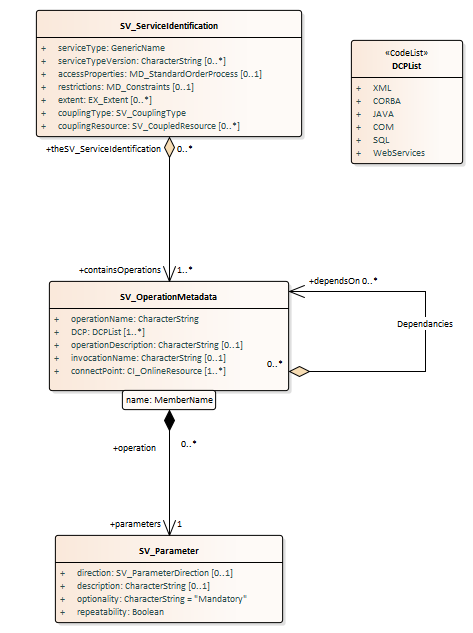 SV_ServiceIdentification
+ serviceType: GenericName
+ serviceTypeVersion: CharacterString [0..*]
+ accessProperties: MD_StandardOrderProcess [0..1]
+ restrictions: MD_Constraints [0..1]
+ extent: EX_Extent [0..*]
+ couplingType: SV_CouplingType
+ couplingResource: SV_CoupledResource [0..*]
«CodeList»
DCPList
+ XML
+ CORBA
+ JAVA
+ COM
+ SQL
+ WebServices
+theSV_ServiceIdentification 0..*
+containsOperations 1..*
SV_OperationMetadata
+ operationName: CharacterString
+ DCP: DCPList [1..*]
+ operationDescription: CharacterString [0..1]
+ invocationName: CharacterString [0..1]
+ connectPoint: CI_OnlineResource [1..*]
+dependsOn 0..*
Dependancies
0..*
name: MemberName
+operation 0..*
+parameters 1
SV_Parameter
+ direction: SV_ParameterDirection [0..1]
+ description: CharacterString [0..1]
+ optionality: CharacterString = "Mandatory"
+ repeatability: Boolean